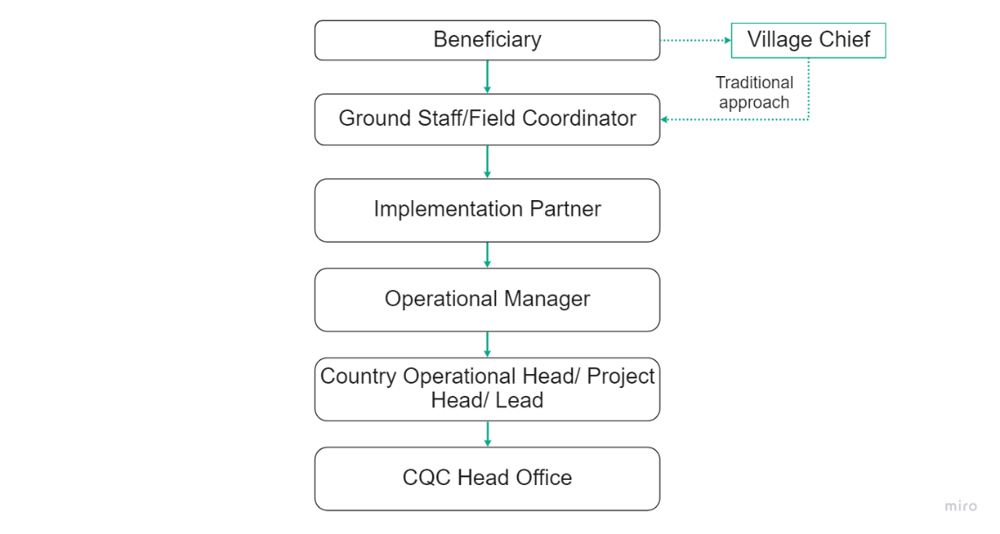 Beneficiary
Village Chief
Traditional
approach
Ground Staff/Field Coordinator
Implementation Partner
Operational Manager
Country Operational Head/ Project
Head/ Lead
CQC Head Office
miro